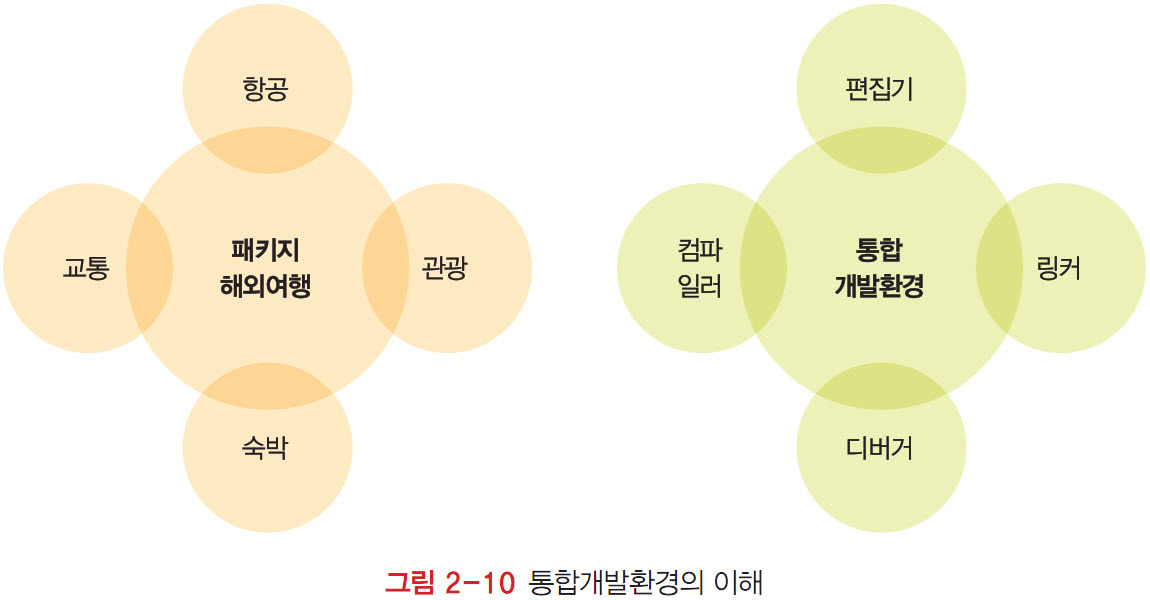 항공
교통
패키지
해외여행
관광
숙박
편집기
컴파
일러
통합
개발환경
링커
디버거
그림 2-10 통합개발환경의 이해